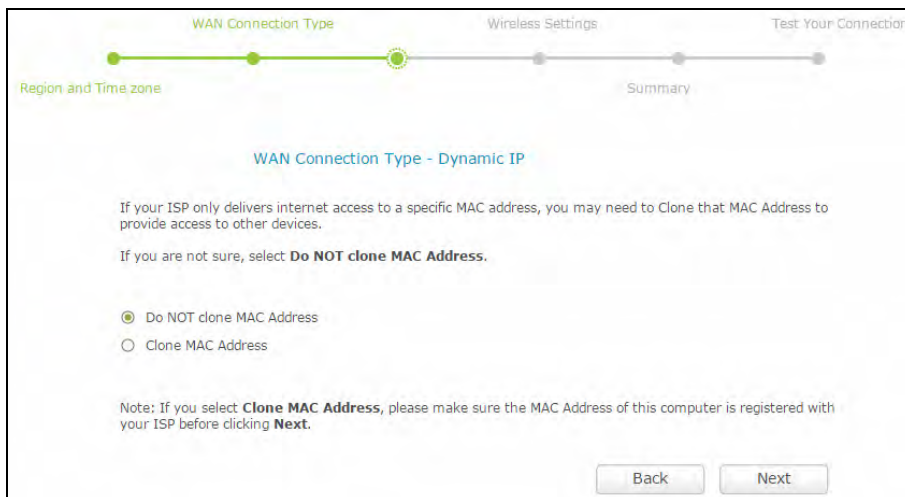 WAN Connection Type
Wireless Settings
Test Your Connection
Region and Time zone
Summary
WAN Connection Type - Dynamic IP
If your ISP only delivers internet access to a specific MAC address, you may need to Clone that MAC Address to
provide access to other devices.
If you are not sure, select Do NOT clone MAC Address.
Do NOT clone MAC Address
Clone MAC Address
Note: If you select Clone MAC Address, please make sure the MAC Address of this computer is registered with
your ISP before clicking Next.
Back
Next